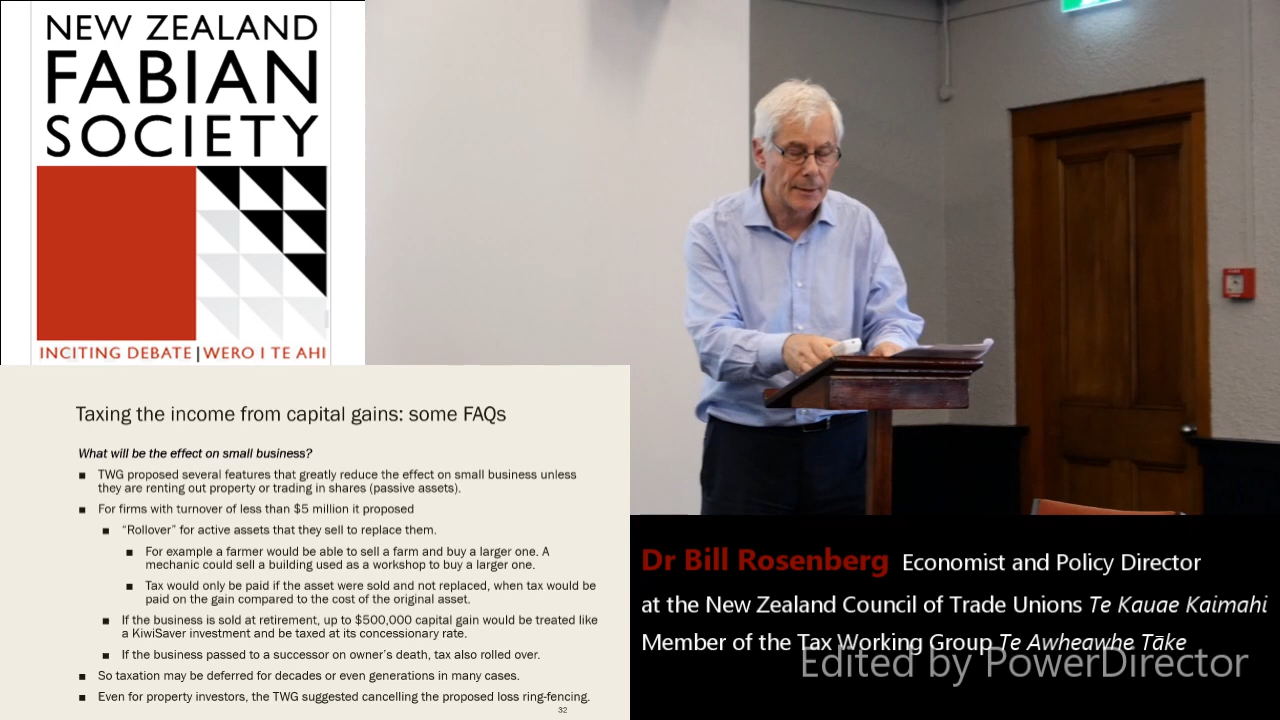 NEW ZEALAND
FABIAN
SOCIETY
INCITING DEBATE | WERO I TE AHI
Taxing the income from capital gains: some FAQs
What will be the effect on small business?
■ TWG proposed several features that greatly reduce the effect on small business unless
they are renting out property or trading in shares (passive assets).
■ For firms with turnover of less than $5 million it proposed
■ “Rollover” for active assets that they sell to replace them.
■ For example a farmer would be able to sell a farm and buy a larger one. A
mechanic could sell a building used as a workshop to buy a larger one.
■ Tax would only be paid if the asset were sold and not replaced, when tax would be
paid on the gain compared to the cost of the original asset.
■ If the business is sold at retirement, up to $500,000 capital gain would be treated like
a KiwiSaver investment and be taxed at its concessionary rate.
■ If the business passed to a successor on owner’s death, tax also rolled over.
■ So taxation may be deferred for decades or even generations in many cases.
■ Even for property investors, the TWG suggested cancelling the proposed loss ring-fencing.
32
Dr Bill Rosenberg Economist and Policy Director
at the New Zealand Council of Trade Unions Te Kauae Kaimahi
Member of the Tax Working Group Te Awheawhe Tāke
Edited by PowerDirector